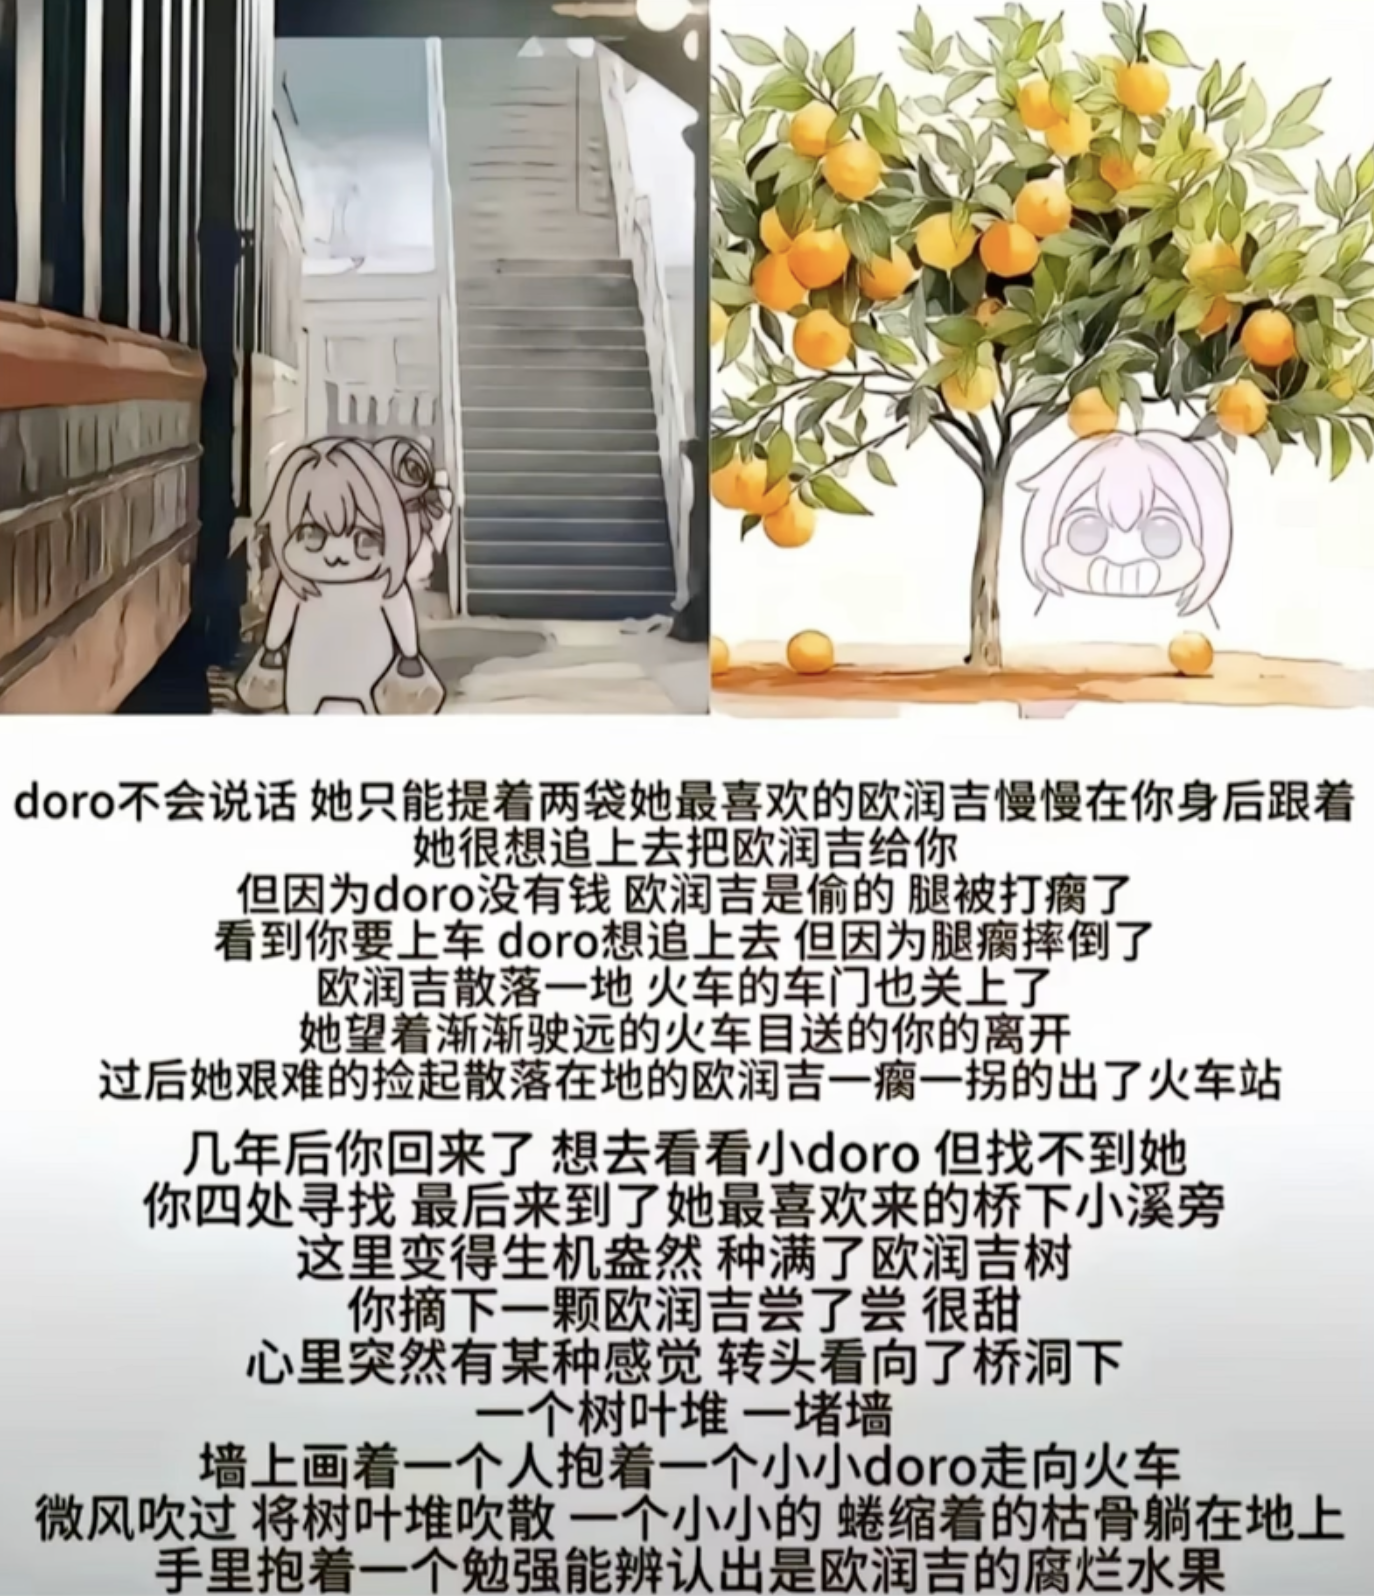 doro不会说话 她只能提着两袋她最喜欢的欧润吉慢慢在你身后跟着
她很想追上去把欧润吉给你
但因为doro没有钱 欧润吉是偷的 腿被打瘸了
看到你要上车 doro想追上去 但因为腿瘸摔倒了
欧润吉散落一地 火车的车门也关上了
她望着渐渐驶远的火车目送的你的离开
过后她艰难的捡起散落在地的欧润吉一瘸一拐的出了火车站
几年后你回来了 想去看看小doro 但找不到她
你四处寻找 最后来到了她最喜欢来的桥下小溪旁
这里变得生机盎然 种满了欧润吉树
你摘下一颗欧润吉尝了尝 很甜
心里突然有某种感觉 转头看向了桥洞下
一个树叶堆 一堵墙
墙上画着一个人抱着一个小小doro走向火车
微风吹过 将树叶堆吹散 一个小小的 蜷缩着的枯骨躺在地上
手里抱着一个勉强能辨认出是欧润吉的腐烂水果